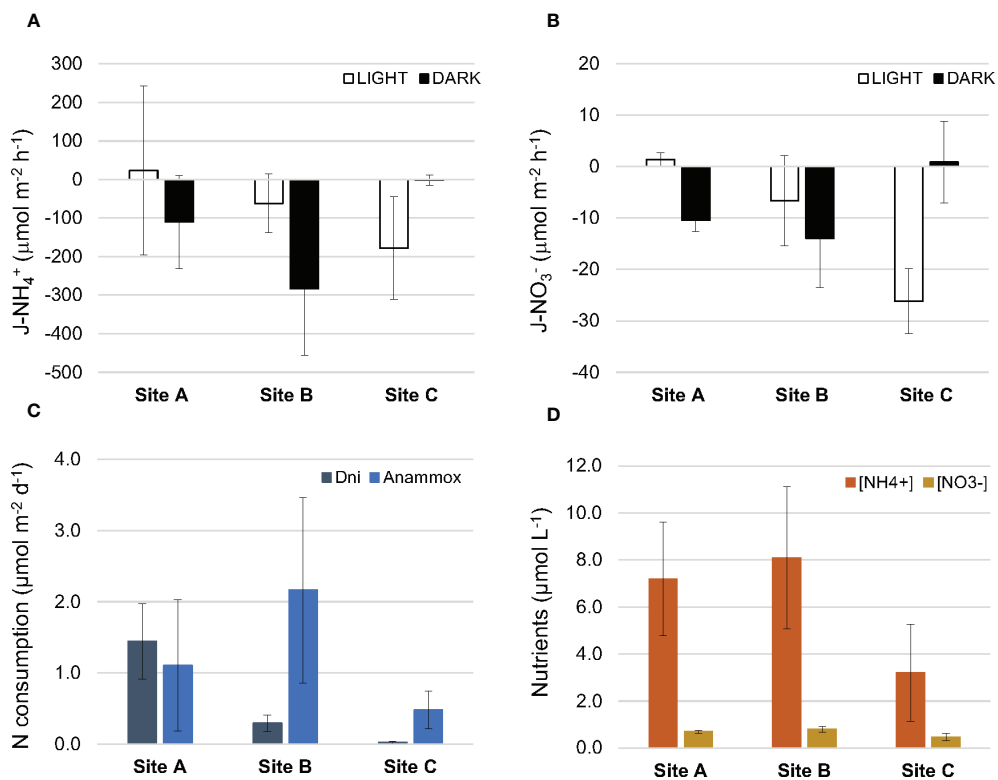 A
300
200
100
0
-100
-200
-300
-400
-500
J-NH₄⁺ (μmol m⁻² h⁻¹)
LIGHT DARK
Site A Site B Site C
B
20
10
0
-10
-20
-30
-40
J-NO₃⁻ (μmol m⁻² h⁻¹)
LIGHT DARK
Site A Site B Site C
C
4.0
3.0
2.0
1.0
0.0
N consumption (μmol m⁻² d⁻¹)
Dni Anammox
Site A Site B Site C
D
12.0
10.0
8.0
6.0
4.0
2.0
0.0
Nutrients (μmol L⁻¹)
[NH4+] [NO3-]
Site A Site B Site C